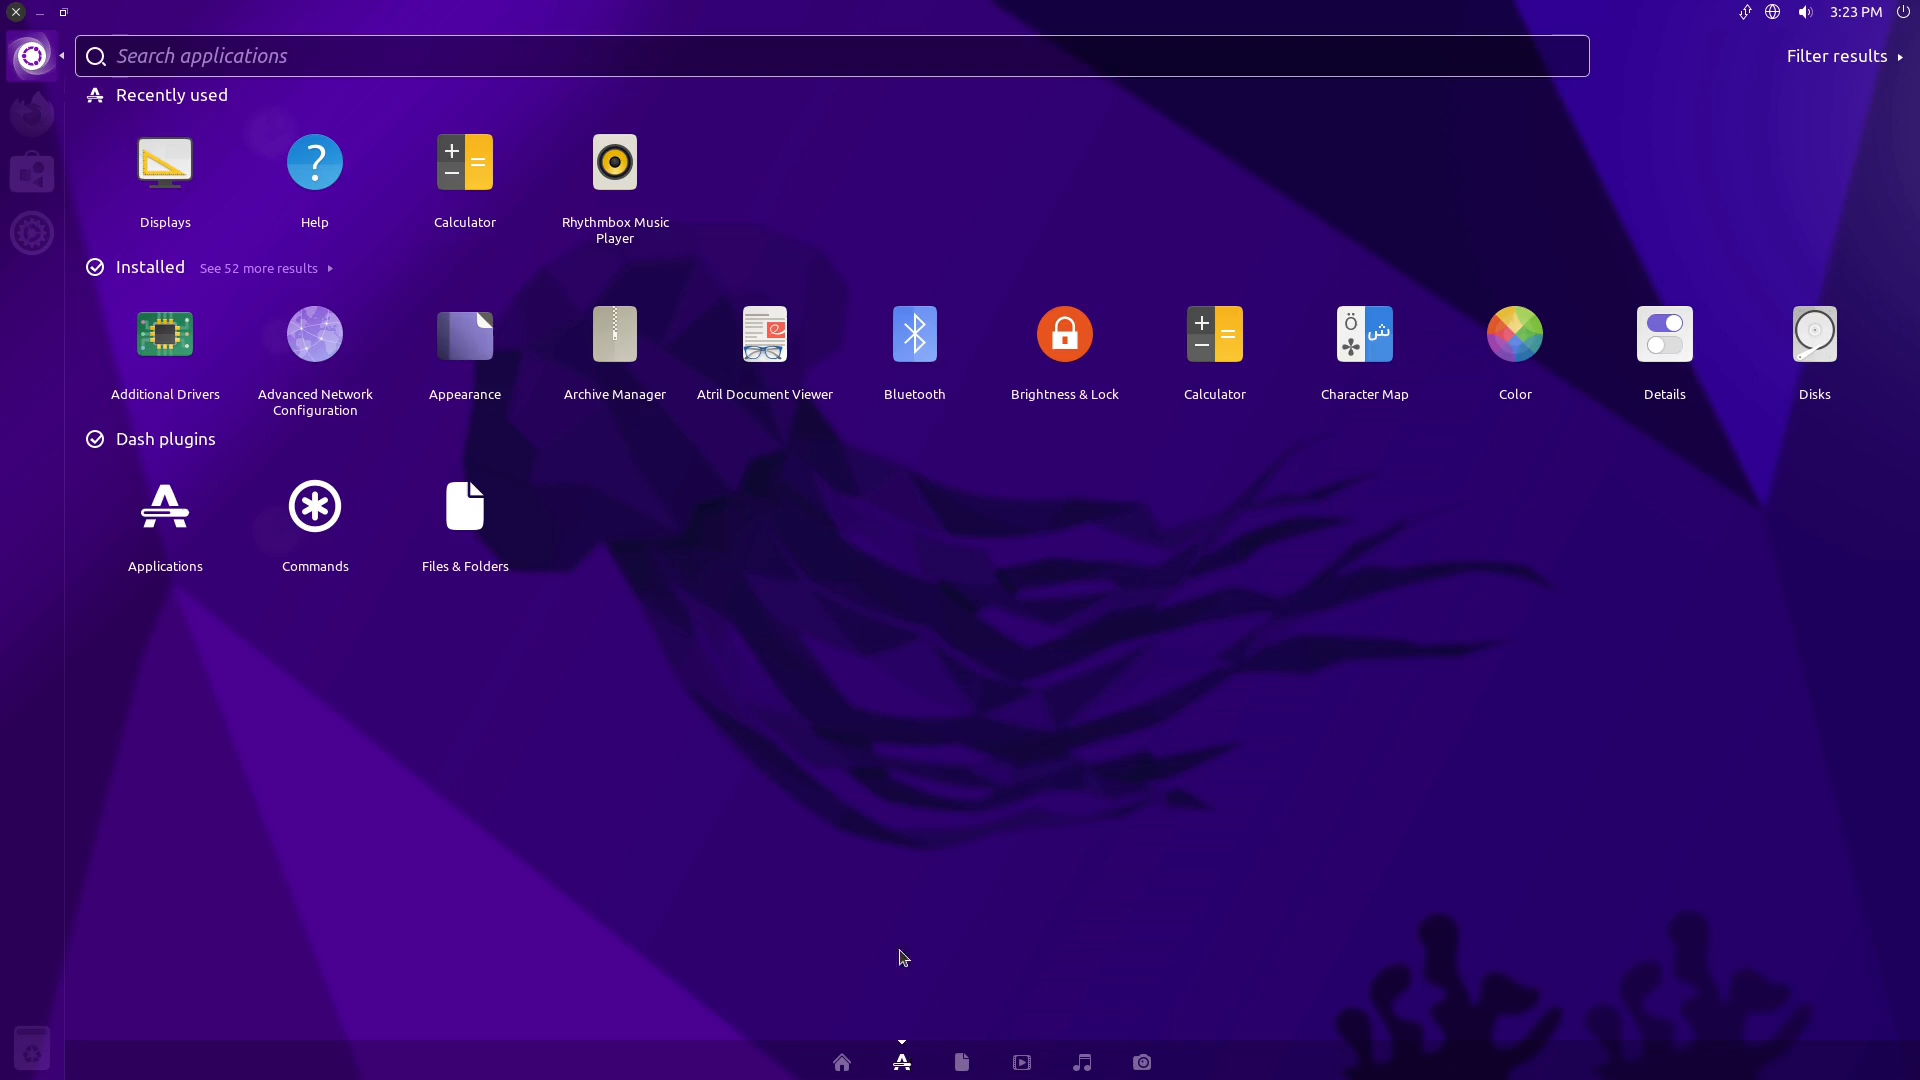 3:23 PM
Search applications
Filter results
Recently used
Displays
Help
Calculator
Rhythmbox Music
Player
Installed See 52 more results
Additional Drivers
Advanced Network
Configuration
Appearance
Archive Manager
Atril Document Viewer
Bluetooth
Brightness & Lock
Calculator
Character Map
Color
Details
Disks
Dash plugins
Applications
Commands
Files & Folders